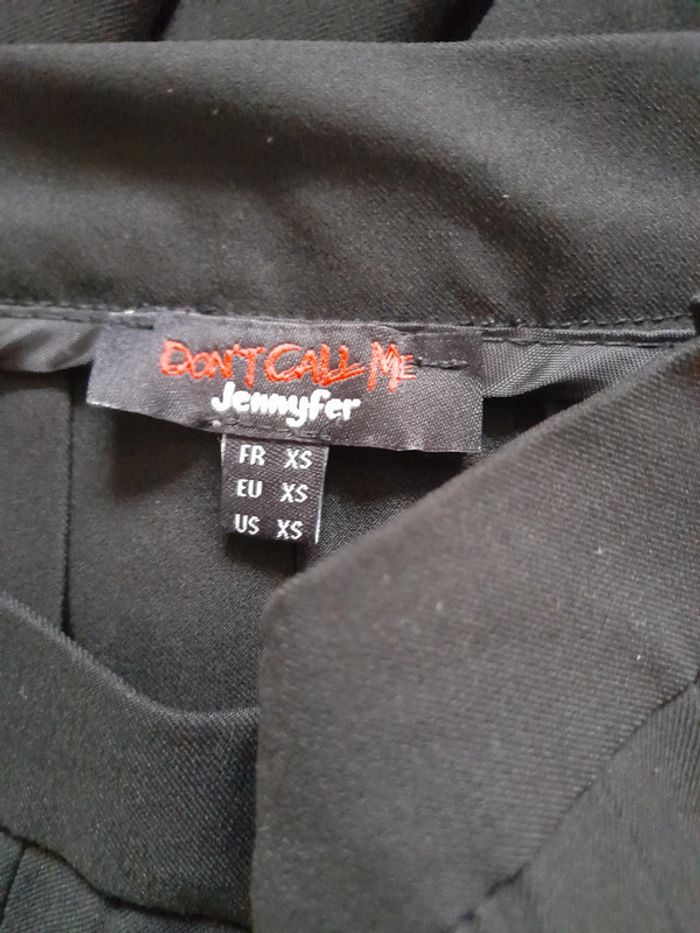 DON'T CALL ME
Jennyfer
FR XS
EU XS
US XS